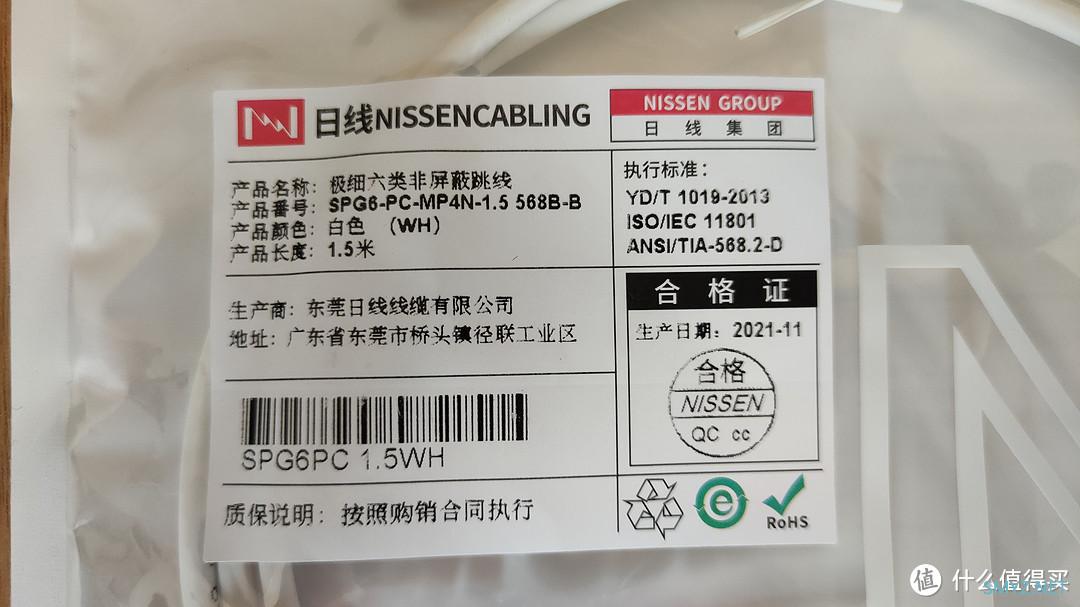 日线NISSENCABLING
NISSEN GROUP
日线集团
产品名称：极细六类非屏蔽跳线
产品番号：SPG6-PC-MP4N-1.5 568B-B
产品颜色：白色 （WH）
产品长度：1.5米
执行标准：
YD/T 1019-2013
ISO/IEC 11801
ANSI/TIA-568.2-D
生产商：东莞日线线缆有限公司
地址：广东省东莞市桥头镇径联工业区
合格证
生产日期：2021-11
合格
NISSEN
QC cc
SPG6PC 1.5WH
质保说明：按照购销合同执行
e
RoHS
值 什么值得买